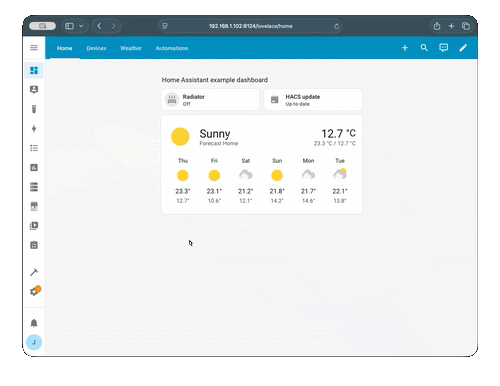 192.168.1.102:8124/lovelace/home
Home Devices Weather Automations
Home Assistant example dashboard
Radiator
Off
HACS update
Up-to-date
Sunny
Forecast Home
12.7 °C
23.3 °C / 12.7 °C
Thu Fri Sat Sun Mon Tue
23.3° 23.1° 21.2° 21.8° 21.7° 22.1°
12.7° 10.6° 12.1° 14.2° 14.6° 13.8°
J